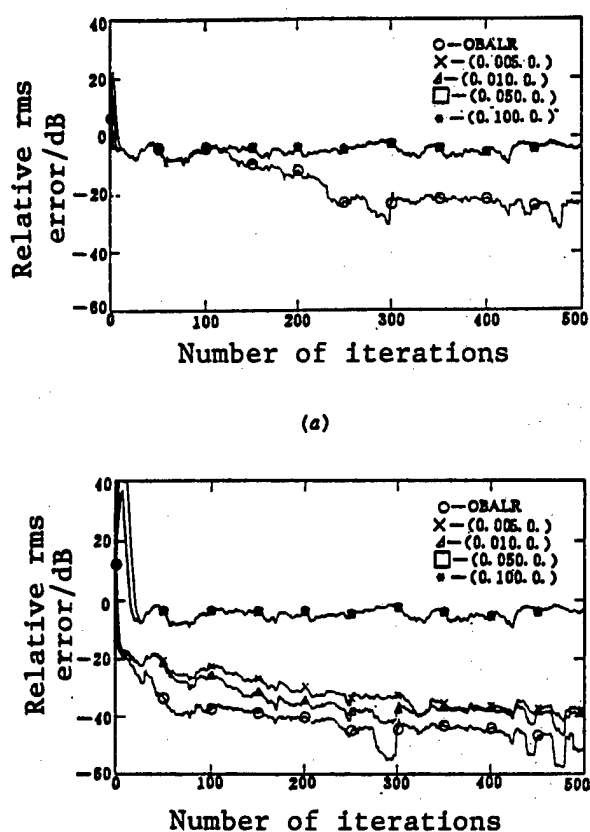 40
20
0
−20
−40
−60
Relative rms
error/dB
○—OBALR
×—(0.005.0.)
⊿—(0.010.0.)
□—(0.050.0.)
*—(0.100.0.)
0 100 200 300 400 500
Number of iterations
(a)
40
20
0
−20
−40
−60
Relative rms
error/dB
○—OBALR
×—(0.005.0.)
⊿—(0.010.0.)
□—(0.050.0.)
*—(0.100.0.)
0 100 200 300 400 500
Number of iterations